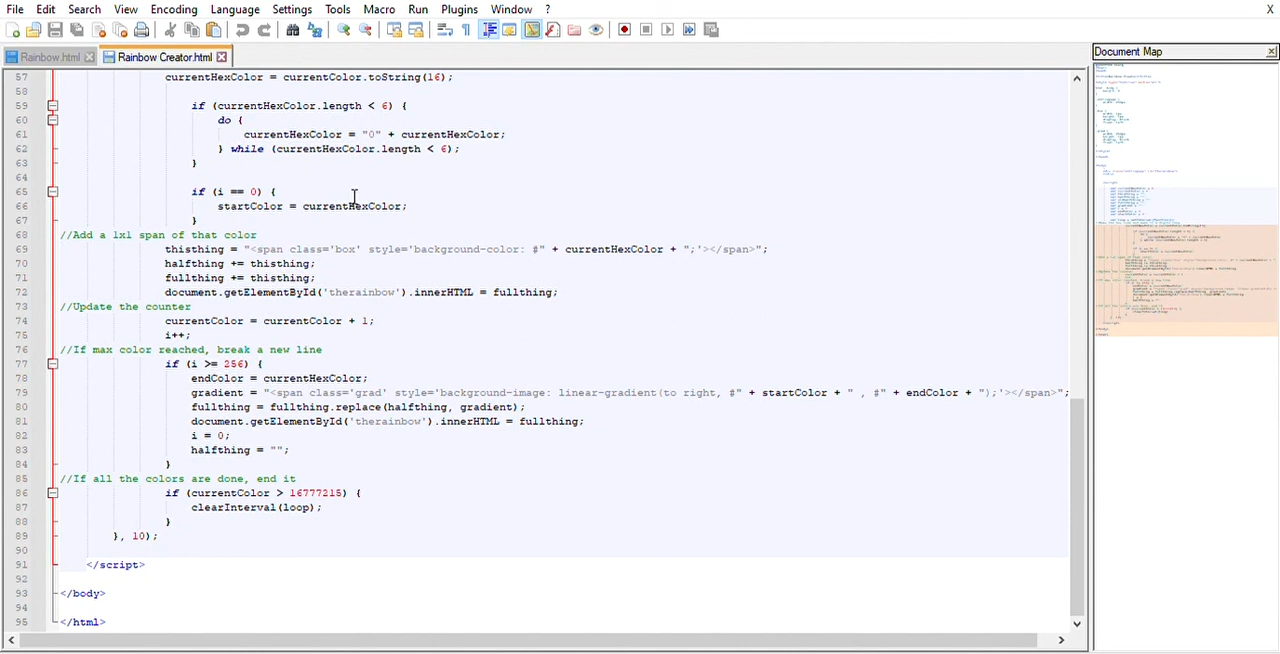 File Edit Search View Encoding Language Settings Tools Macro Run Plugins Window ? X
Rainbow.html Rainbow Creator.html
Document Map
57 currentHexColor = currentColor.toString(16);
58
59 if (currentHexColor.length < 6) {
60 do {
61 currentHexColor = "0" + currentHexColor;
62 } while (currentHexColor.length < 6);
63 }
64
65 if (i == 0) {
66 startColor = currentHexColor;
67 }
68 //Add a 1x1 span of that color
69 thisthing = "<span class='box' style='background-color: #" + currentHexColor + ";'></span>";
70 halfthing += thisthing;
71 fullthing += thisthing;
72 document.getElementById('therainbow').innerHTML = fullthing;
73 //Update the counter
74 currentColor = currentColor + 1;
75 i++;
76 //If max color reached, break a new line
77 if (i >= 256) {
78 endColor = currentHexColor;
79 gradient = "<span class='grad' style='background-image: linear-gradient(to right, #" + startColor + " , #" + endColor + ");'></span>";
80 fullthing = fullthing.replace(halfthing, gradient);
81 document.getElementById('therainbow').innerHTML = fullthing;
82 i = 0;
83 halfthing = "";
84 }
85 //If all the colors are done, end it
86 if (currentColor > 16777215) {
87 clearInterval(loop);
88 }
89 }, 10);
90
91 </script>
92
93 </body>
94
95 </html>